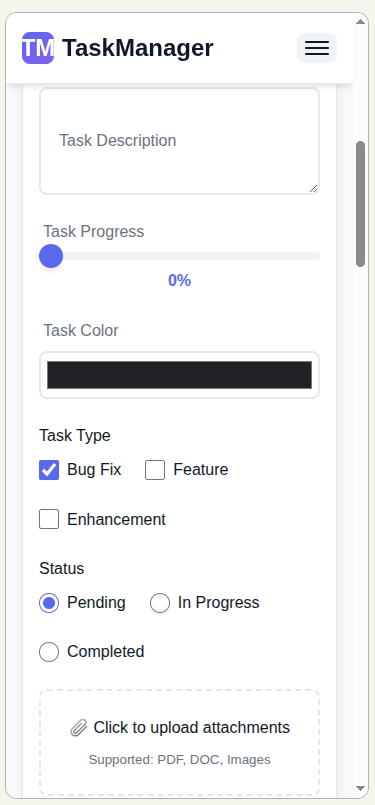 TM TaskManager
Task Description
Task Progress
0%
Task Color
Task Type
Bug Fix Feature
Enhancement
Status
Pending In Progress
Completed
Click to upload attachments
Supported: PDF, DOC, Images